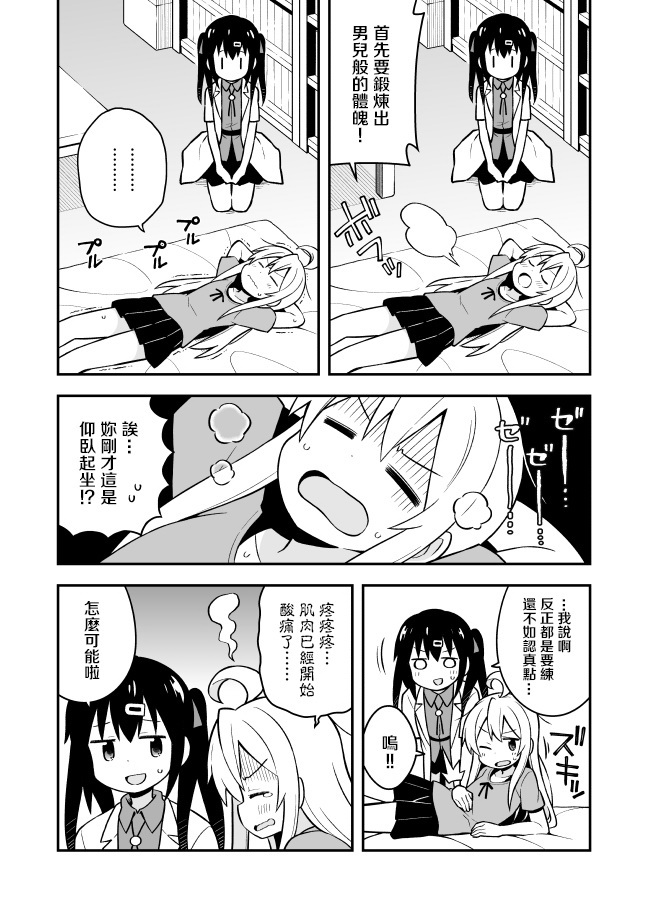 首先要鍛煉出
男兒般的體魄！
ボフッ
…………
プル
プル
プル
ゼー…
ゼー…
ゼー…
誒…
妳剛才這是
仰臥起坐!?
…我說啊
反正都是要練
還不如認真點…
ズキッ
嗚!!
疼疼疼…
肌肉已經開始
酸痛了……
怎麼可能啦